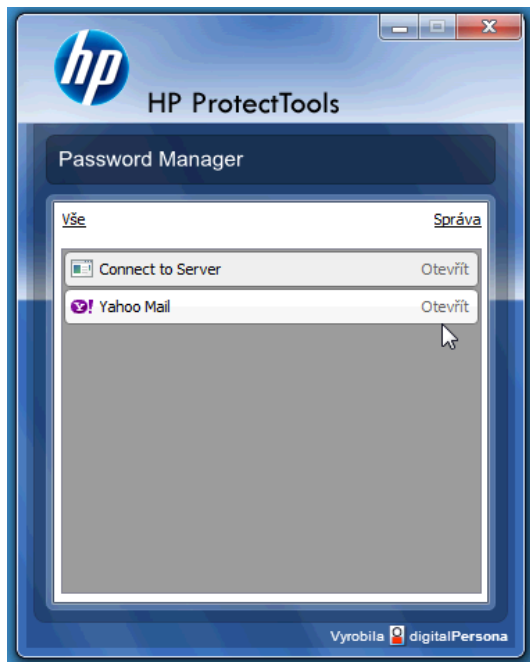 hp
HP ProtectTools
Password Manager
Vše Správa
Connect to Server Otevřít
Y! Yahoo Mail Otevřít
Vyrobila digitalPersona